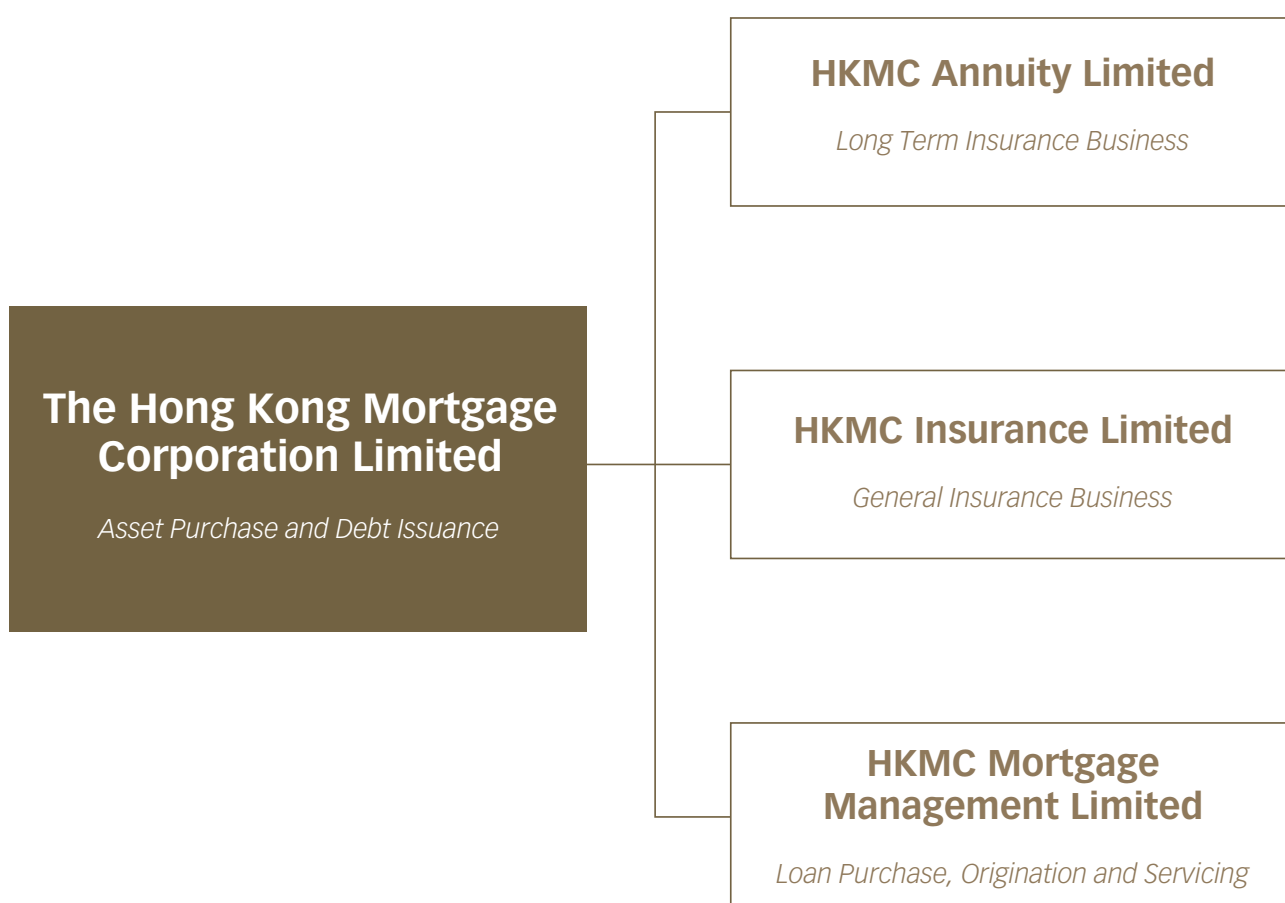 HKMC Annuity Limited
Long Term Insurance Business
The Hong Kong Mortgage
Corporation Limited
Asset Purchase and Debt Issuance
HKMC Insurance Limited
General Insurance Business
HKMC Mortgage
Management Limited
Loan Purchase, Origination and Servicing